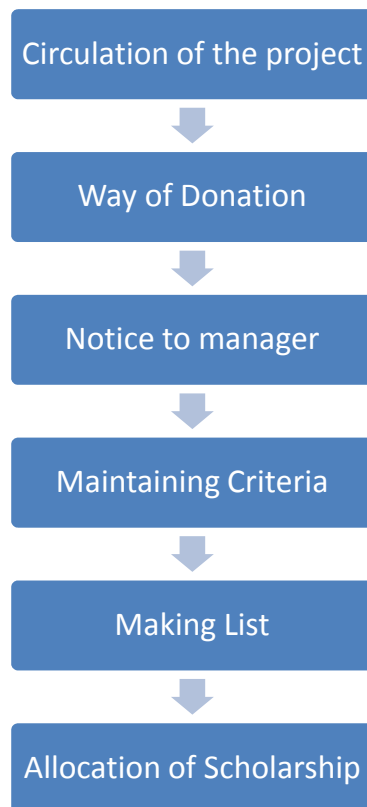 Circulation of the project
Way of Donation
Notice to manager
Maintaining Criteria
Making List
Allocation of Scholarship